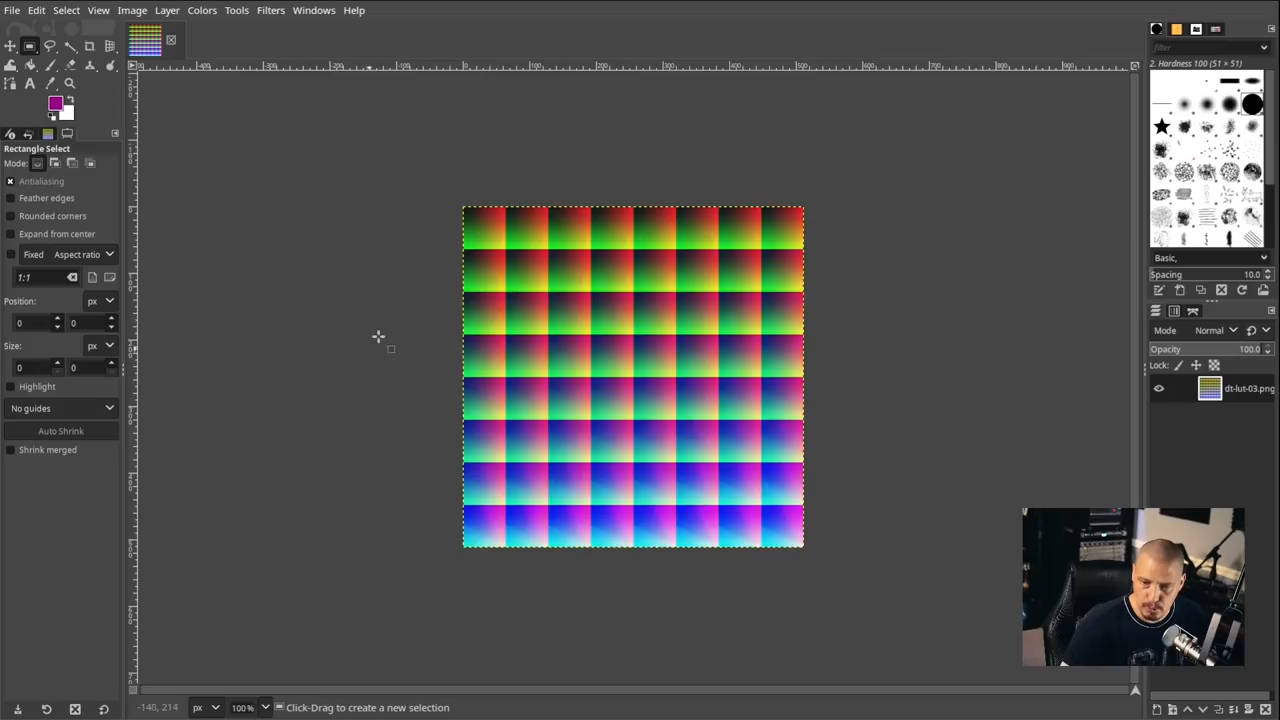 File Edit Select View Image Layer Colors Tools Filters Windows Help
Rectangle Select
Mode:
Antialiasing
Feather edges
Rounded corners
Expand from center
Fixed Aspect ratio
1:1
Position: px
0 0
Size: px
0 0
Highlight
No guides
Auto Shrink
Shrink merged
filter
2. Hardness 100 (51 × 51)
Basic,
Spacing 10.0
Mode Normal
Opacity 100.0
Lock:
dt-lut-03.png
-140, 214 px 100% Click-Drag to create a new selection